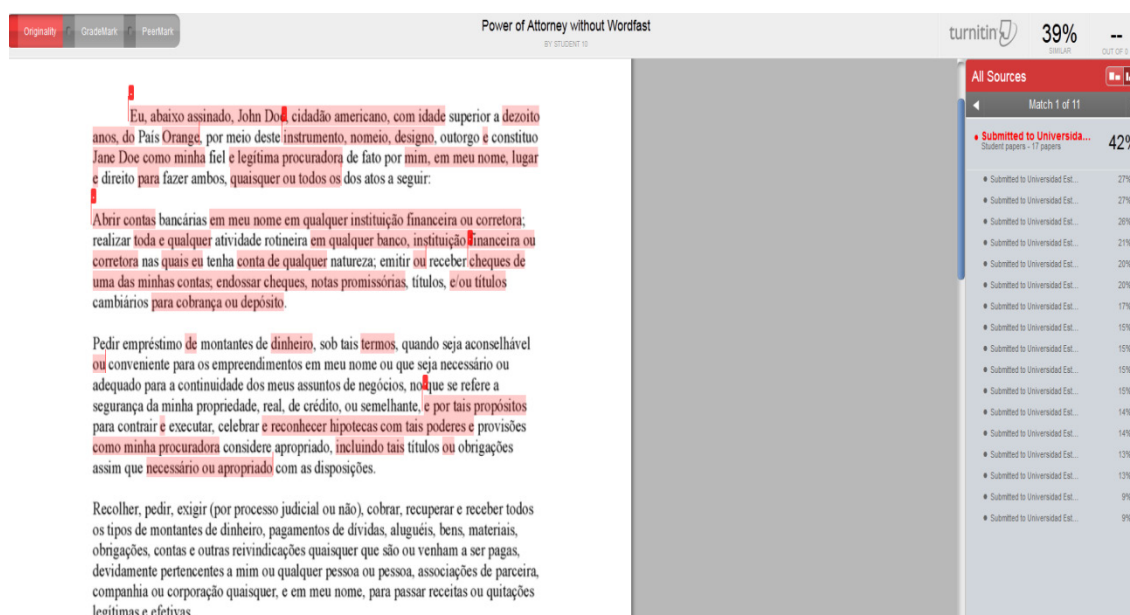 Originality GradeMark PeerMark
Power of Attorney without Wordfast
BY STUDENT 10
turnitin
39%
SIMILAR
--
OUT OF 0
Eu, abaixo assinado, John Doe, cidadão americano, com idade superior a dezoito
anos, do País Orange, por meio deste instrumento, nomeio, designo, outorgo e constituo
Jane Doe como minha fiel e legítima procuradora de fato por mim, em meu nome, lugar
e direito para fazer ambos, quaisquer ou todos os dos atos a seguir:
Abrir contas bancárias em meu nome em qualquer instituição financeira ou corretora;
realizar toda e qualquer atividade rotineira em qualquer banco, instituição financeira ou
corretora nas quais eu tenha conta de qualquer natureza; emitir ou receber cheques de
uma das minhas contas; endossar cheques, notas promissórias, títulos, e/ou títulos
cambiários para cobrança ou depósito.
Pedir empréstimo de montantes de dinheiro, sob tais termos, quando seja aconselhável
ou conveniente para os empreendimentos em meu nome ou que seja necessário ou
adequado para a continuidade dos meus assuntos de negócios, no que se refere a
segurança da minha propriedade, real, de crédito, ou semelhante, e por tais propósitos
para contrair e executar, celebrar e reconhecer hipotecas com tais poderes e provisões
como minha procuradora considere apropriado, incluindo tais títulos ou obrigações
assim que necessário ou apropriado com as disposições.
Recolher, pedir, exigir (por processo judicial ou não), cobrar, recuperar e receber todos
os tipos de montantes de dinheiro, pagamentos de dívidas, aluguéis, bens, materiais,
obrigações, contas e outras reivindicações quaisquer que são ou venham a ser pagas,
devidamente pertencentes a mim ou qualquer pessoa ou pessoa, associações de parceira,
companhia ou corporação quaisquer, e em meu nome, para passar receitas ou quitações
legítimas e efetivas
All Sources
Match 1 of 11
Submitted to Universida... 42%
Student papers - 17 papers
Submitted to Universidad Est... 27%
Submitted to Universidad Est... 27%
Submitted to Universidad Est... 26%
Submitted to Universidad Est... 21%
Submitted to Universidad Est... 20%
Submitted to Universidad Est... 20%
Submitted to Universidad Est... 17%
Submitted to Universidad Est... 15%
Submitted to Universidad Est... 15%
Submitted to Universidad Est... 15%
Submitted to Universidad Est... 15%
Submitted to Universidad Est... 14%
Submitted to Universidad Est... 14%
Submitted to Universidad Est... 13%
Submitted to Universidad Est... 13%
Submitted to Universidad Est... 9%
Submitted to Universidad Est... 9%